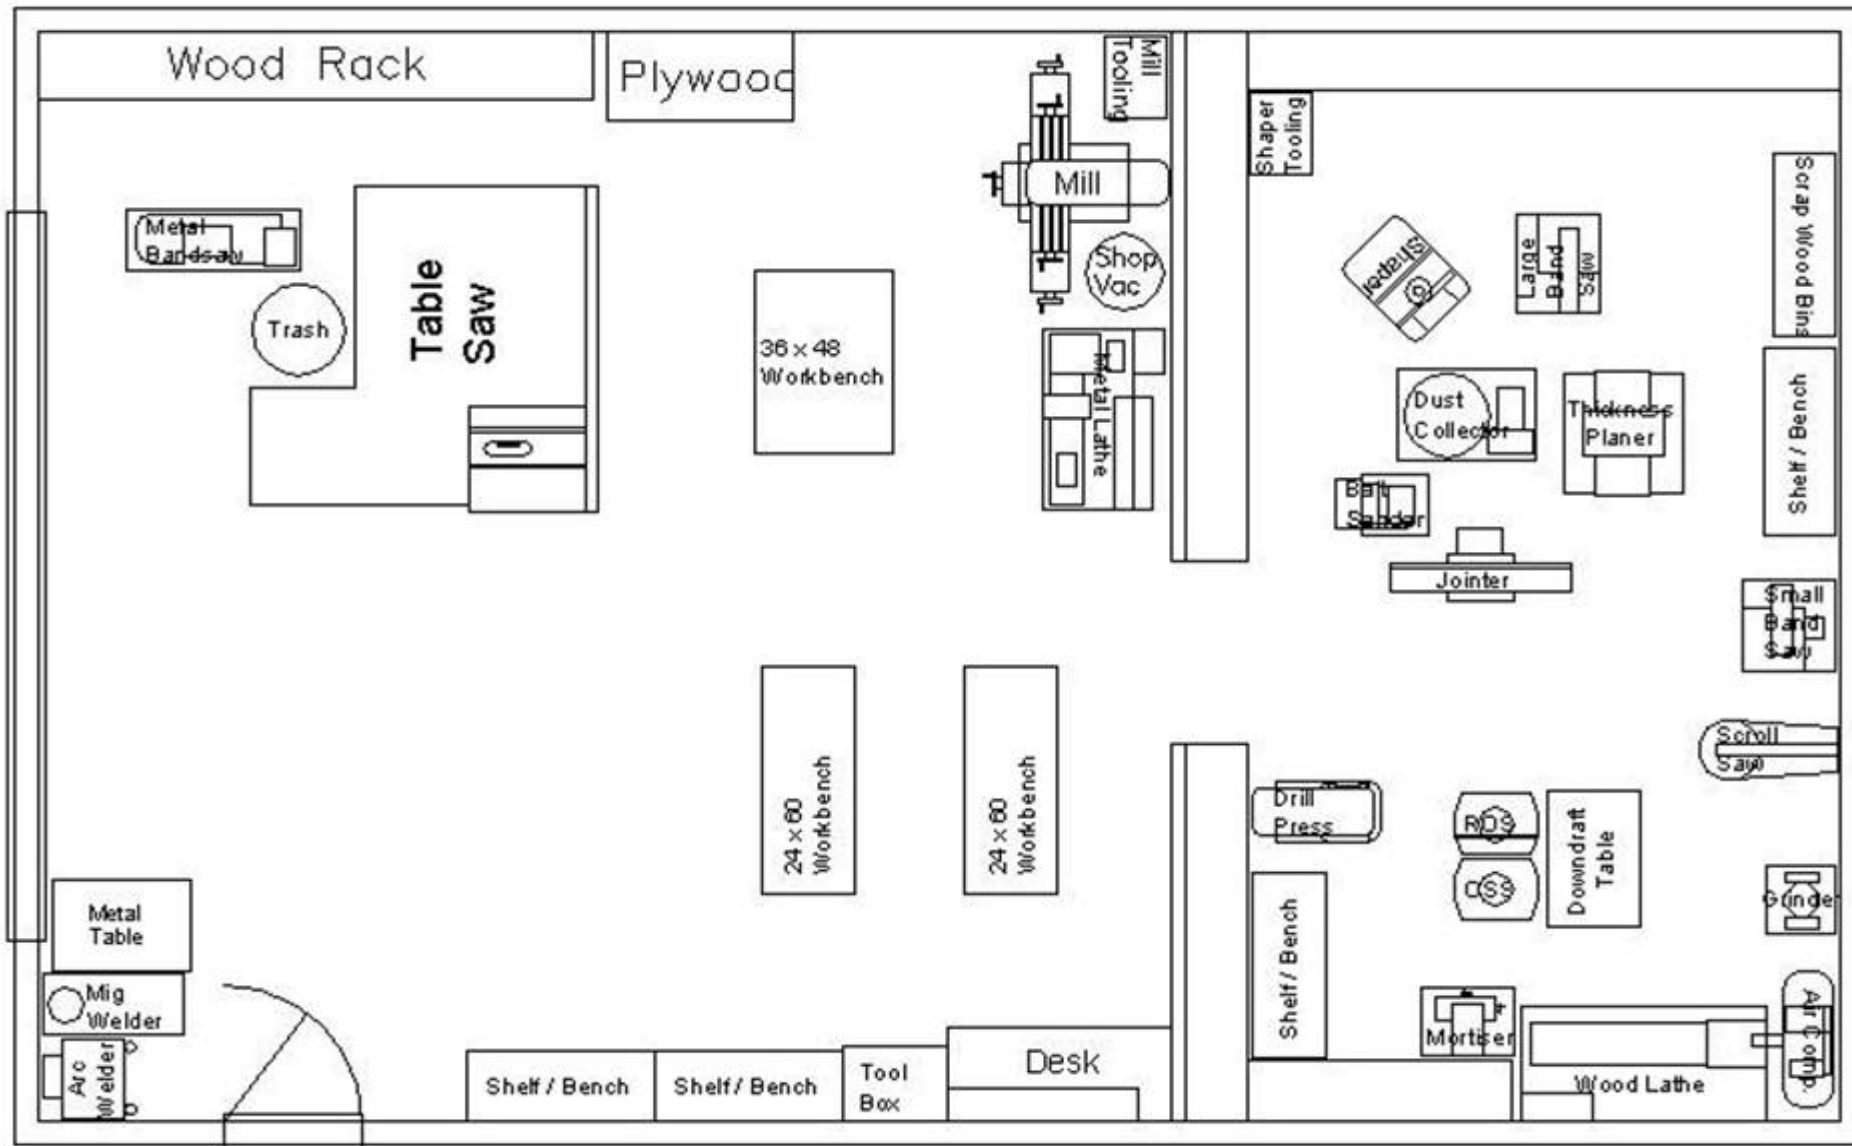 Wood Rack
Plywood
Mill
Tooling
Shaper
Tooling
Scrap Wood Bins
Mill
Metal
Bandsaw
Table
Saw
Shop
Vac
Shaper
Large
Band
Saw
Trash
36 x 48
Workbench
Metal Lathe
Dust
Collector
Thickness
Planer
Shelf / Bench
Sander
Jointer
Small
Band
Saw
Scroll
Saw
24 x 60
Workbench
24 x 60
Workbench
Drill
Press
ROS
OSS
Downdraft
Table
Grinder
Metal
Table
Shelf / Bench
Mig
Welder
Mortiser
Air Comp.
Arc
Welder
Shelf / Bench
Shelf / Bench
Tool
Box
Desk
Wood Lathe